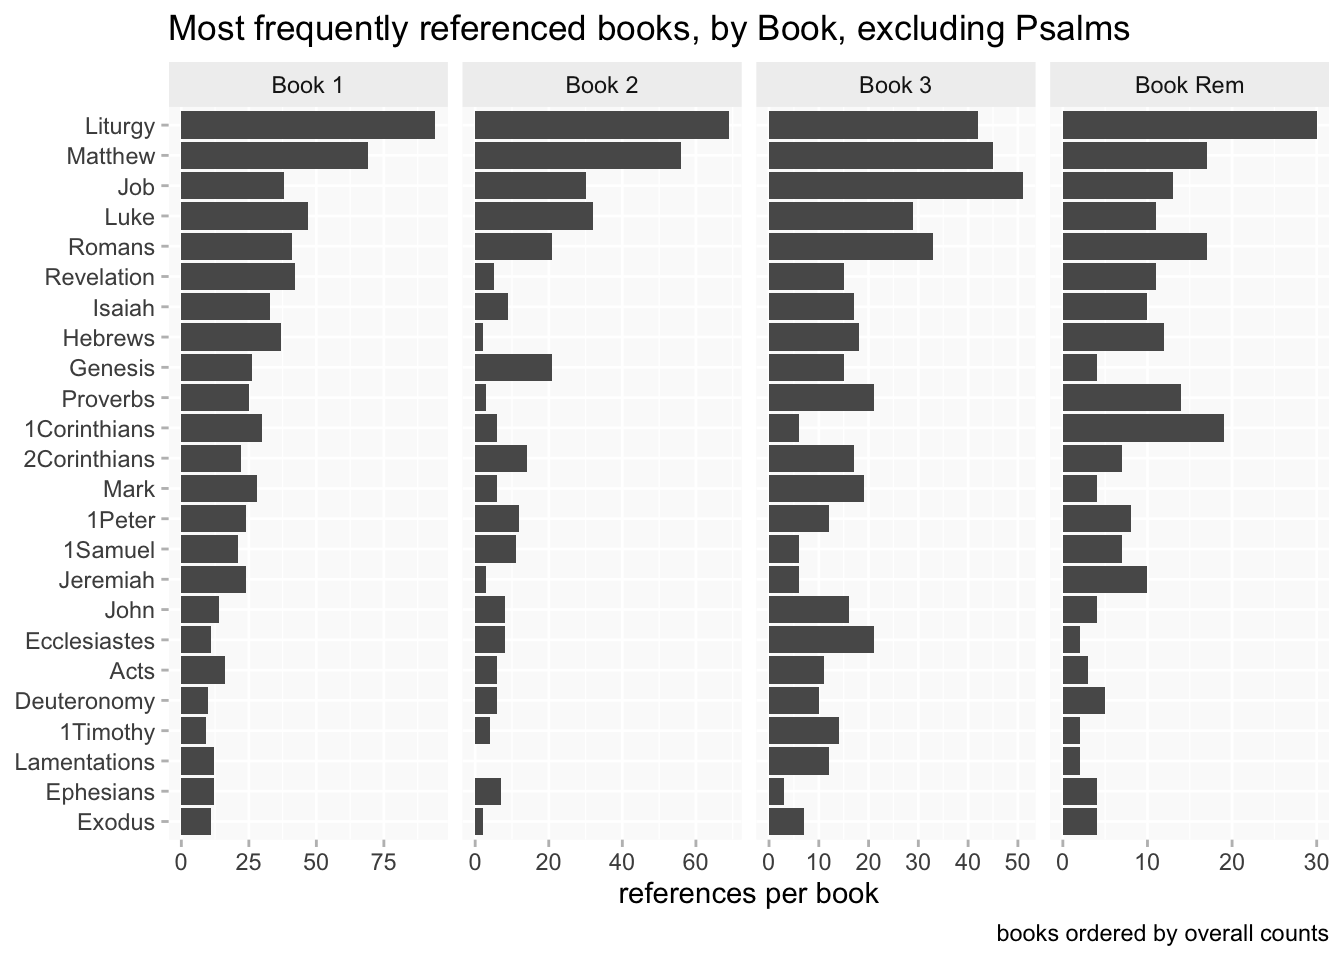 Most frequently referenced books, by Book, excluding Psalms
Book 1 Book 2 Book 3 Book Rem
Liturgy
Matthew
Job
Luke
Romans
Revelation
Isaiah
Hebrews
Genesis
Proverbs
1Corinthians
2Corinthians
Mark
1Peter
1Samuel
Jeremiah
John
Ecclesiastes
Acts
Deuteronomy
1Timothy
Lamentations
Ephesians
Exodus
0 25 50 75 0 20 40 60 0 10 20 30 40 50 0 10 20 30
references per book
books ordered by overall counts